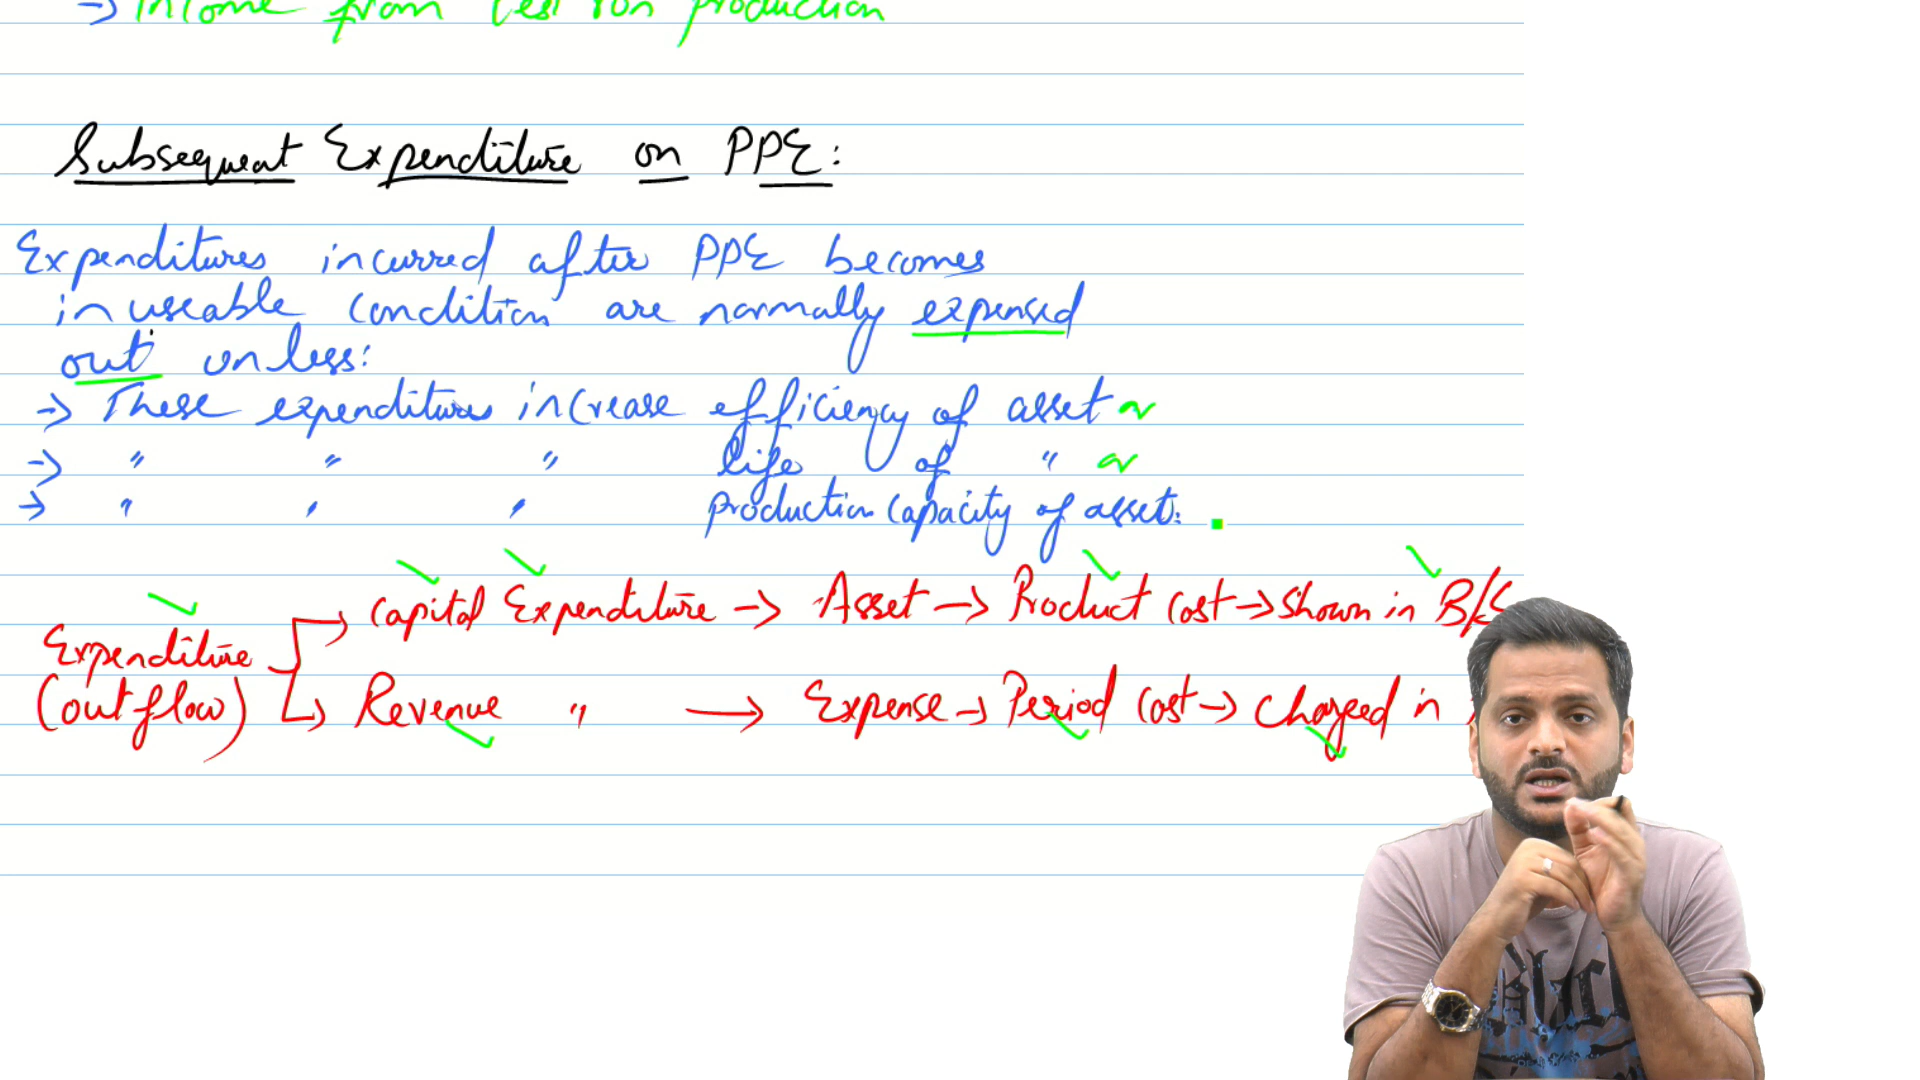 → Income from test run production
Subsequent Expenditure on PPE:
Expenditures incurred after PPE becomes
in useable condition are normally expensed
out unless:
→ These expenditures increase efficiency of asset
→ " " " life of "
→ " " " production capacity of asset.
Capital Expenditure → Asset → Product cost → Shown in B/S
Expenditure
(outflow)
Revenue " → Expense → Period cost → charged in